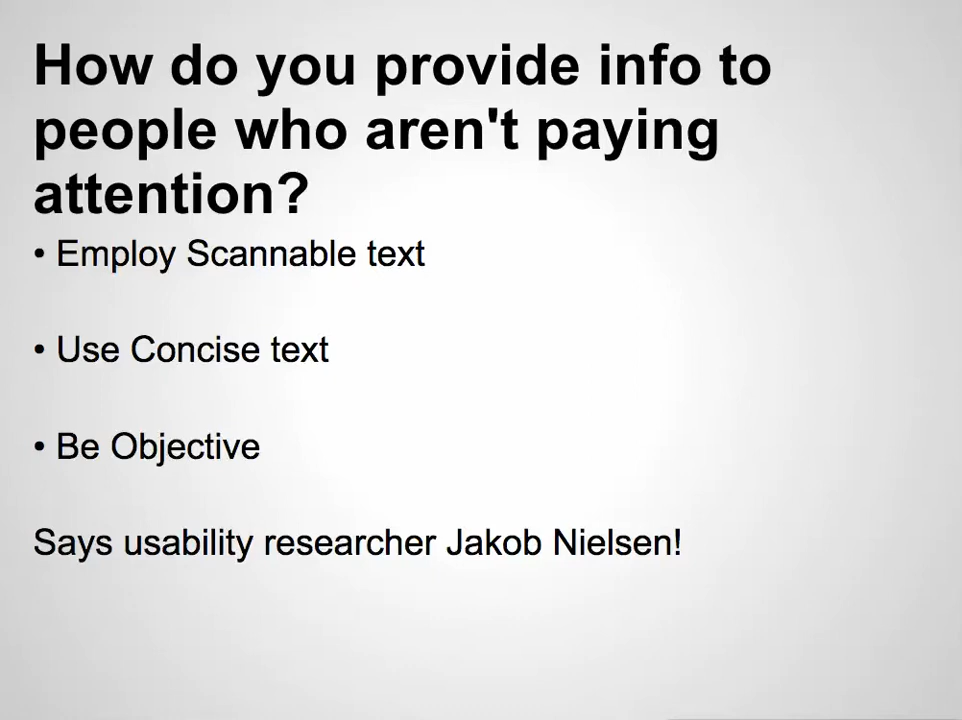 How do you provide info to
people who aren't paying
attention?
• Employ Scannable text
• Use Concise text
• Be Objective
Says usability researcher Jakob Nielsen!